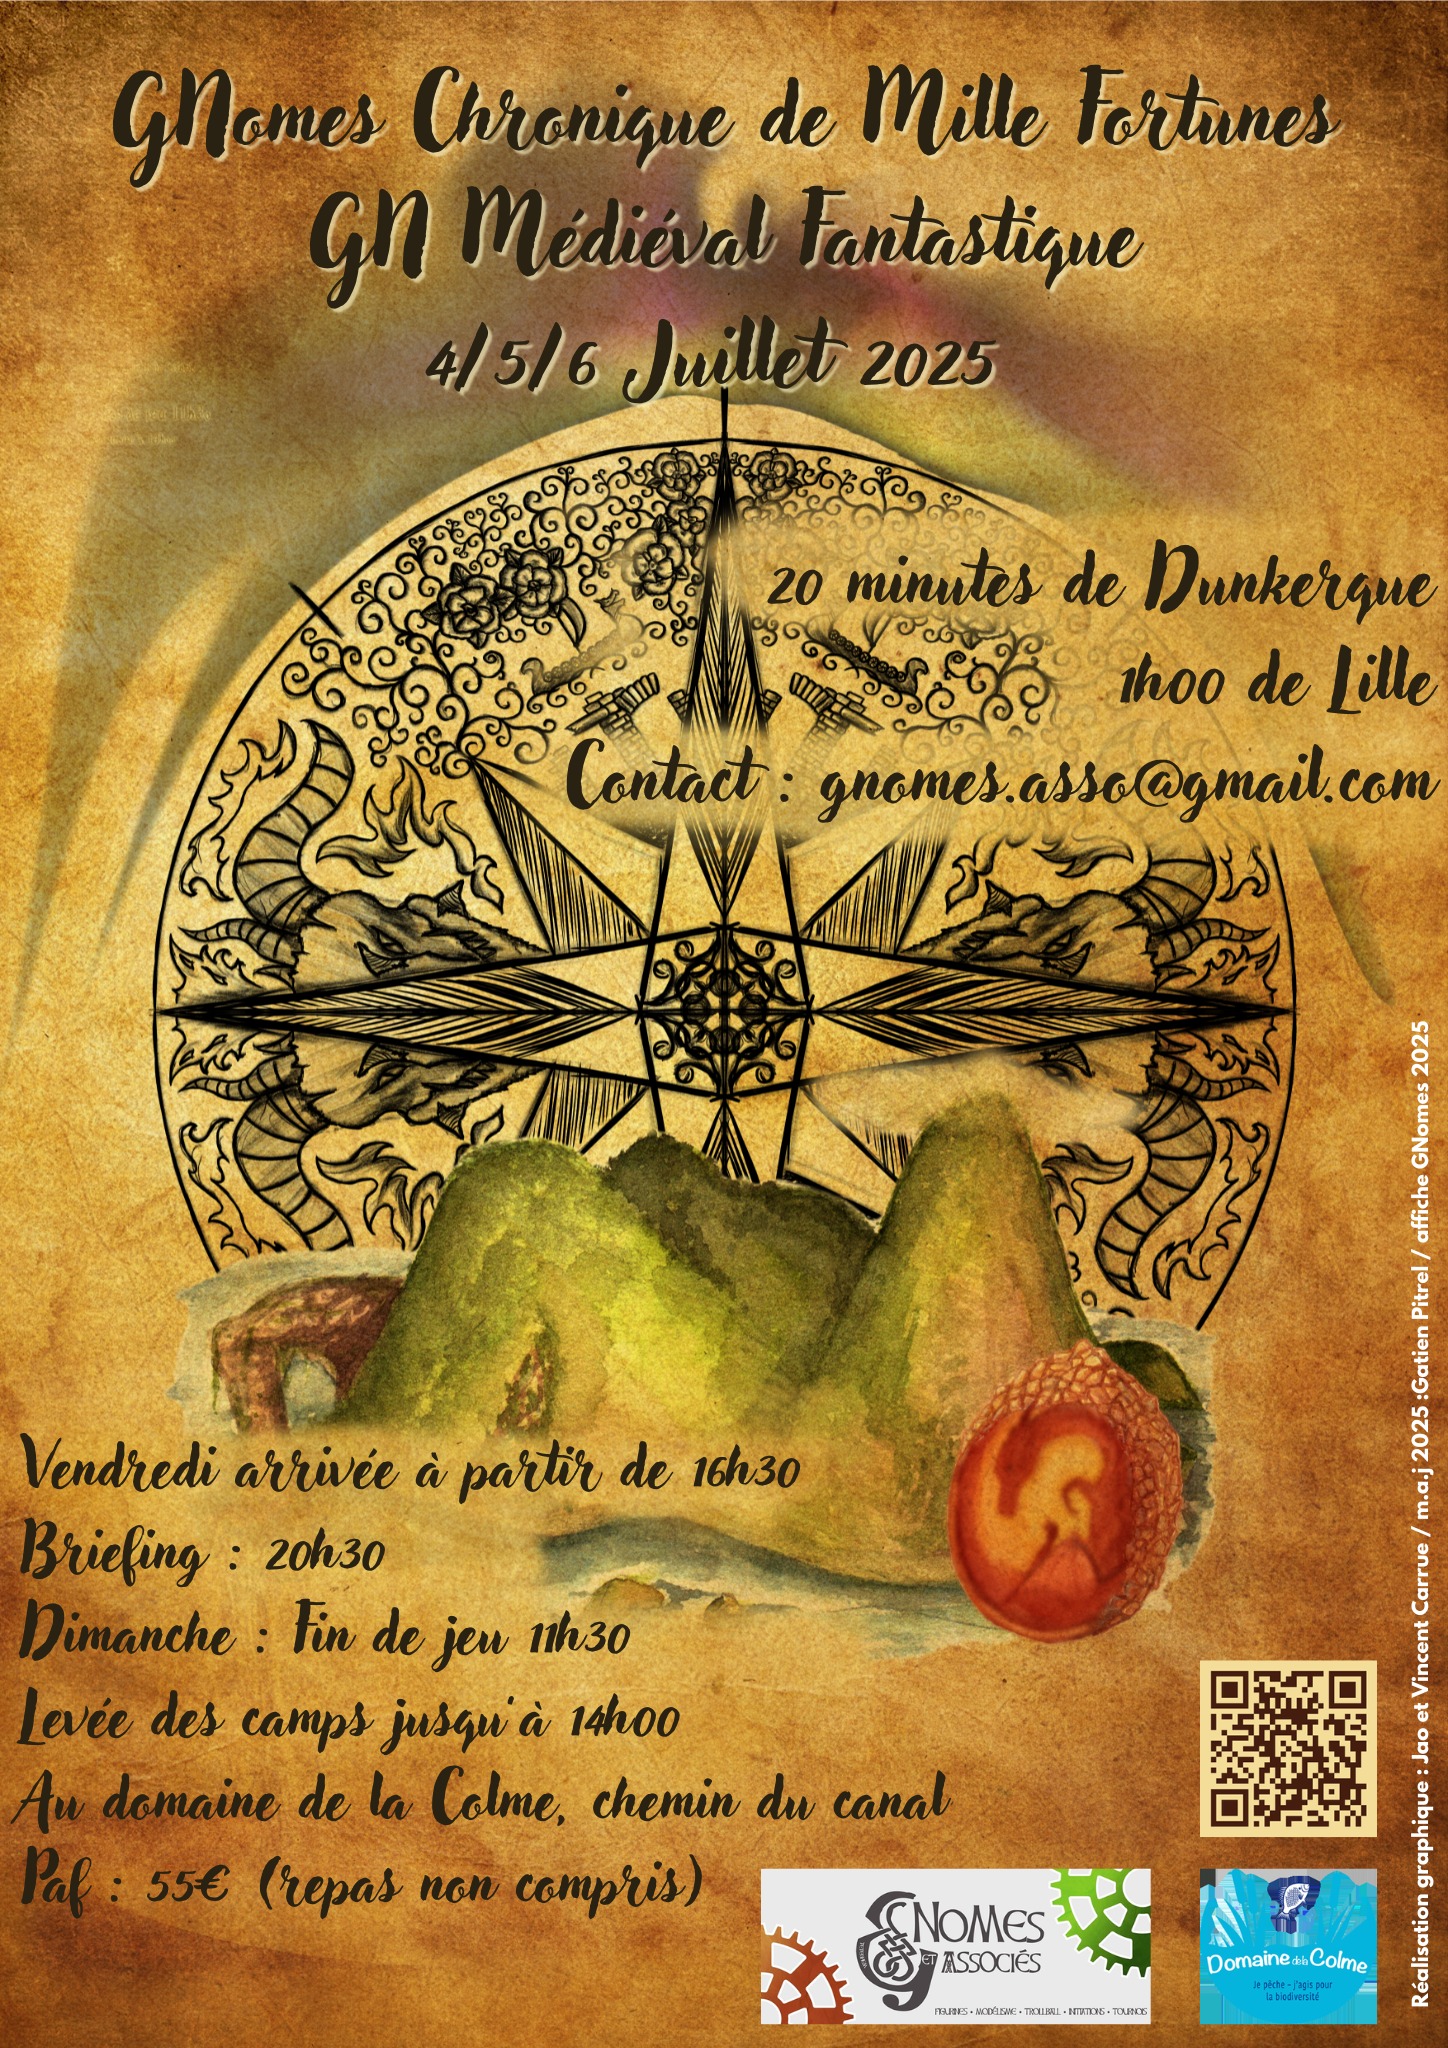 GNomes Chronique de Mille Fortunes
GN Médiéval Fantastique
4/5/6 Juillet 2025
20 minutes de Dunkerque
1h00 de Lille
Contact : gnomes.asso@gmail.com
Vendredi arrivée à partir de 16h30
Briefing : 20h30
Dimanche : Fin de jeu 11h30
Levée des camps jusqu'à 14h00
Au domaine de la Colme, chemin du canal
Paf : 55€ (repas non compris)
GNOMES
ET ASSOCIÉS
FIGURINES • MODÉLISME • TROLLBALL • INITIATIONS • TOURNOIS
Domaine de la Colme
Je pêche - j'agis pour
la biodiversité
Réalisation graphique : Jao et Vincent Carrue / m.a.j 2025 :Gatien Pitrel / affiche GNomes 2025